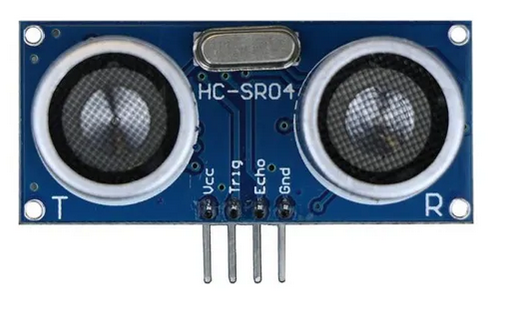 HC-SR04
Vcc
Trig
Echo
Gnd
T
R